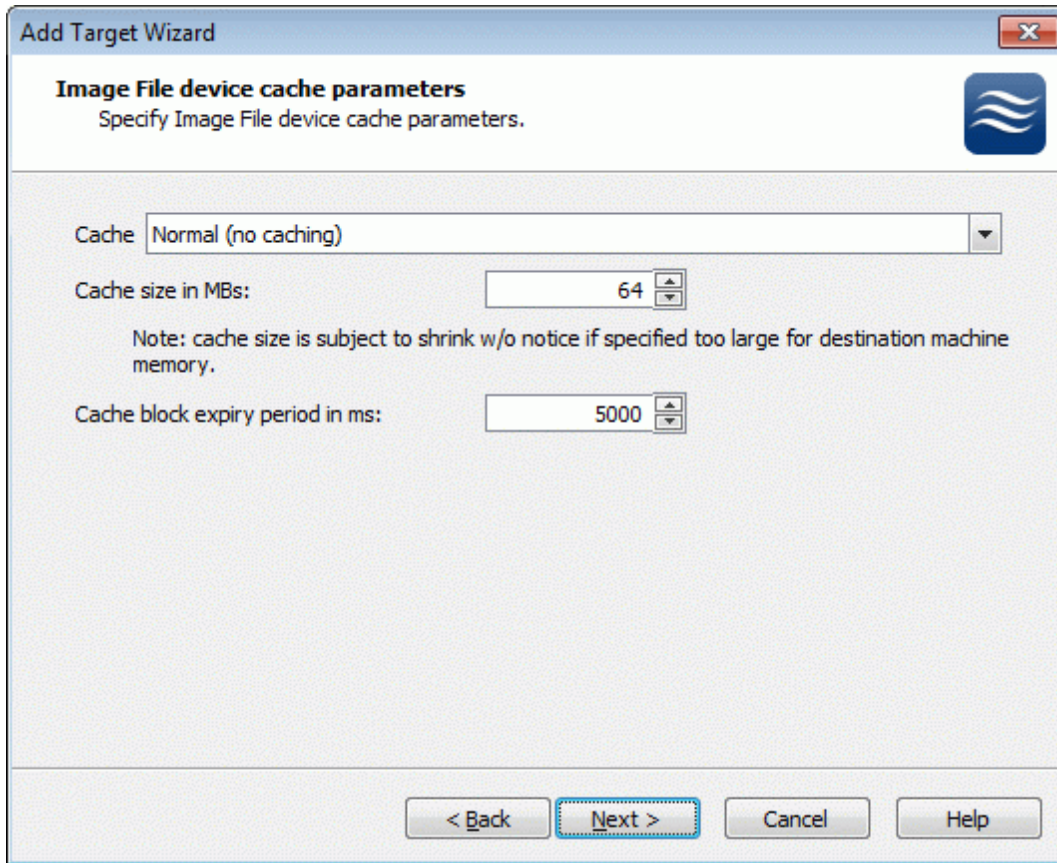 Add Target Wizard
Image File device cache parameters
Specify Image File device cache parameters.
Cache Normal (no caching)
Cache size in MBs: 64
Note: cache size is subject to shrink w/o notice if specified too large for destination machine
memory.
Cache block expiry period in ms: 5000
< Back Next > Cancel Help